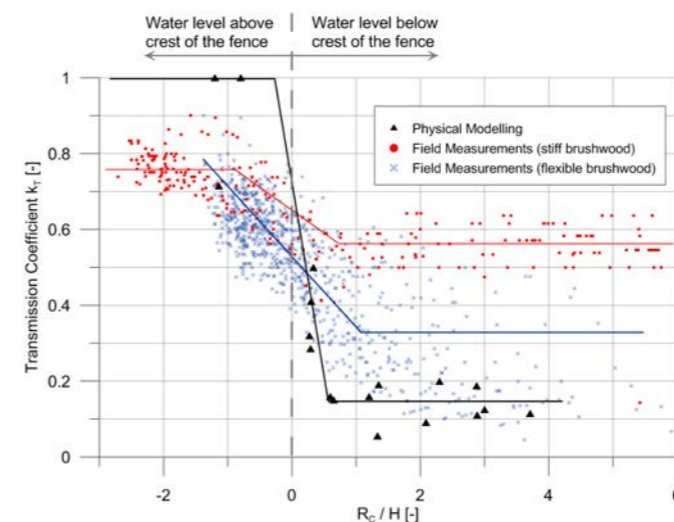 Water level above
crest of the fence
Water level below
crest of the fence
Physical Modelling
Field Measurements (stiff brushwood)
Field Measurements (flexible brushwood)
Transmission Coefficient kT [-]
1
0.8
0.6
0.4
0.2
0
-2
0
2
4
6
RC / H [-]